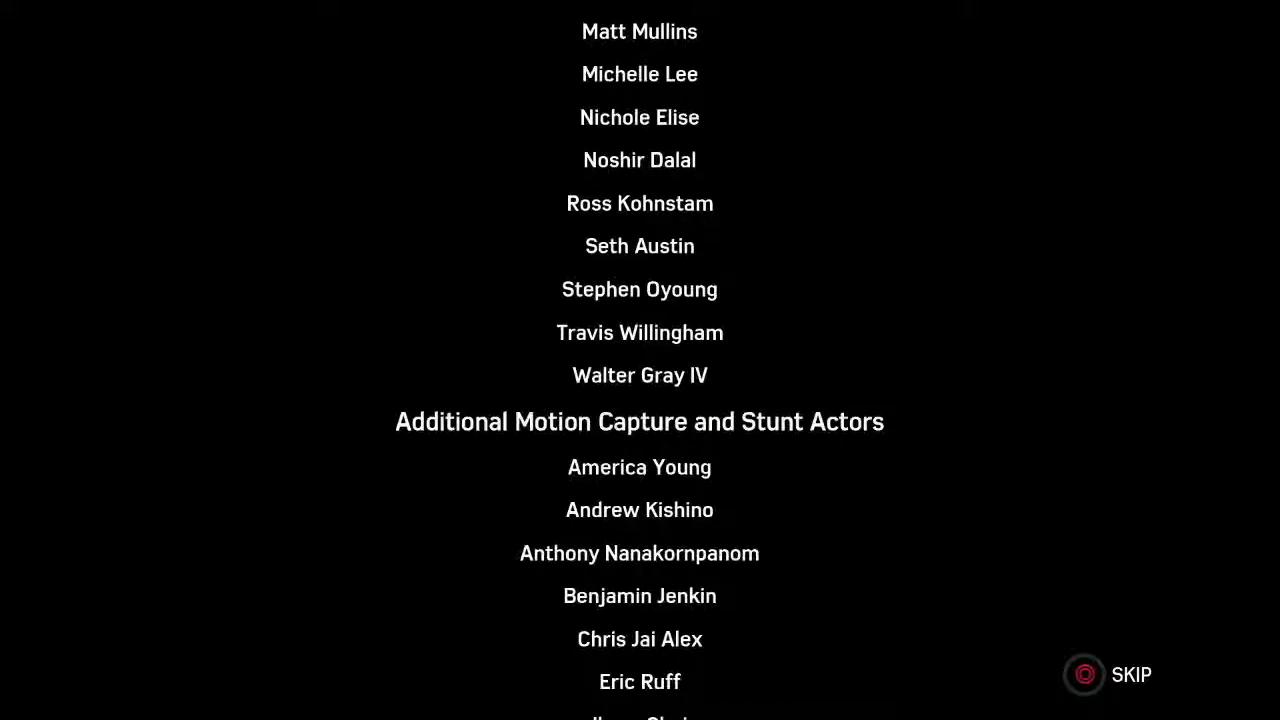 Matt Mullins
Michelle Lee
Nichole Elise
Noshir Dalal
Ross Kohnstam
Seth Austin
Stephen Oyoung
Travis Willingham
Walter Gray IV
Additional Motion Capture and Stunt Actors
America Young
Andrew Kishino
Anthony Nanakornpanom
Benjamin Jenkin
Chris Jai Alex
Eric Ruff
SKIP